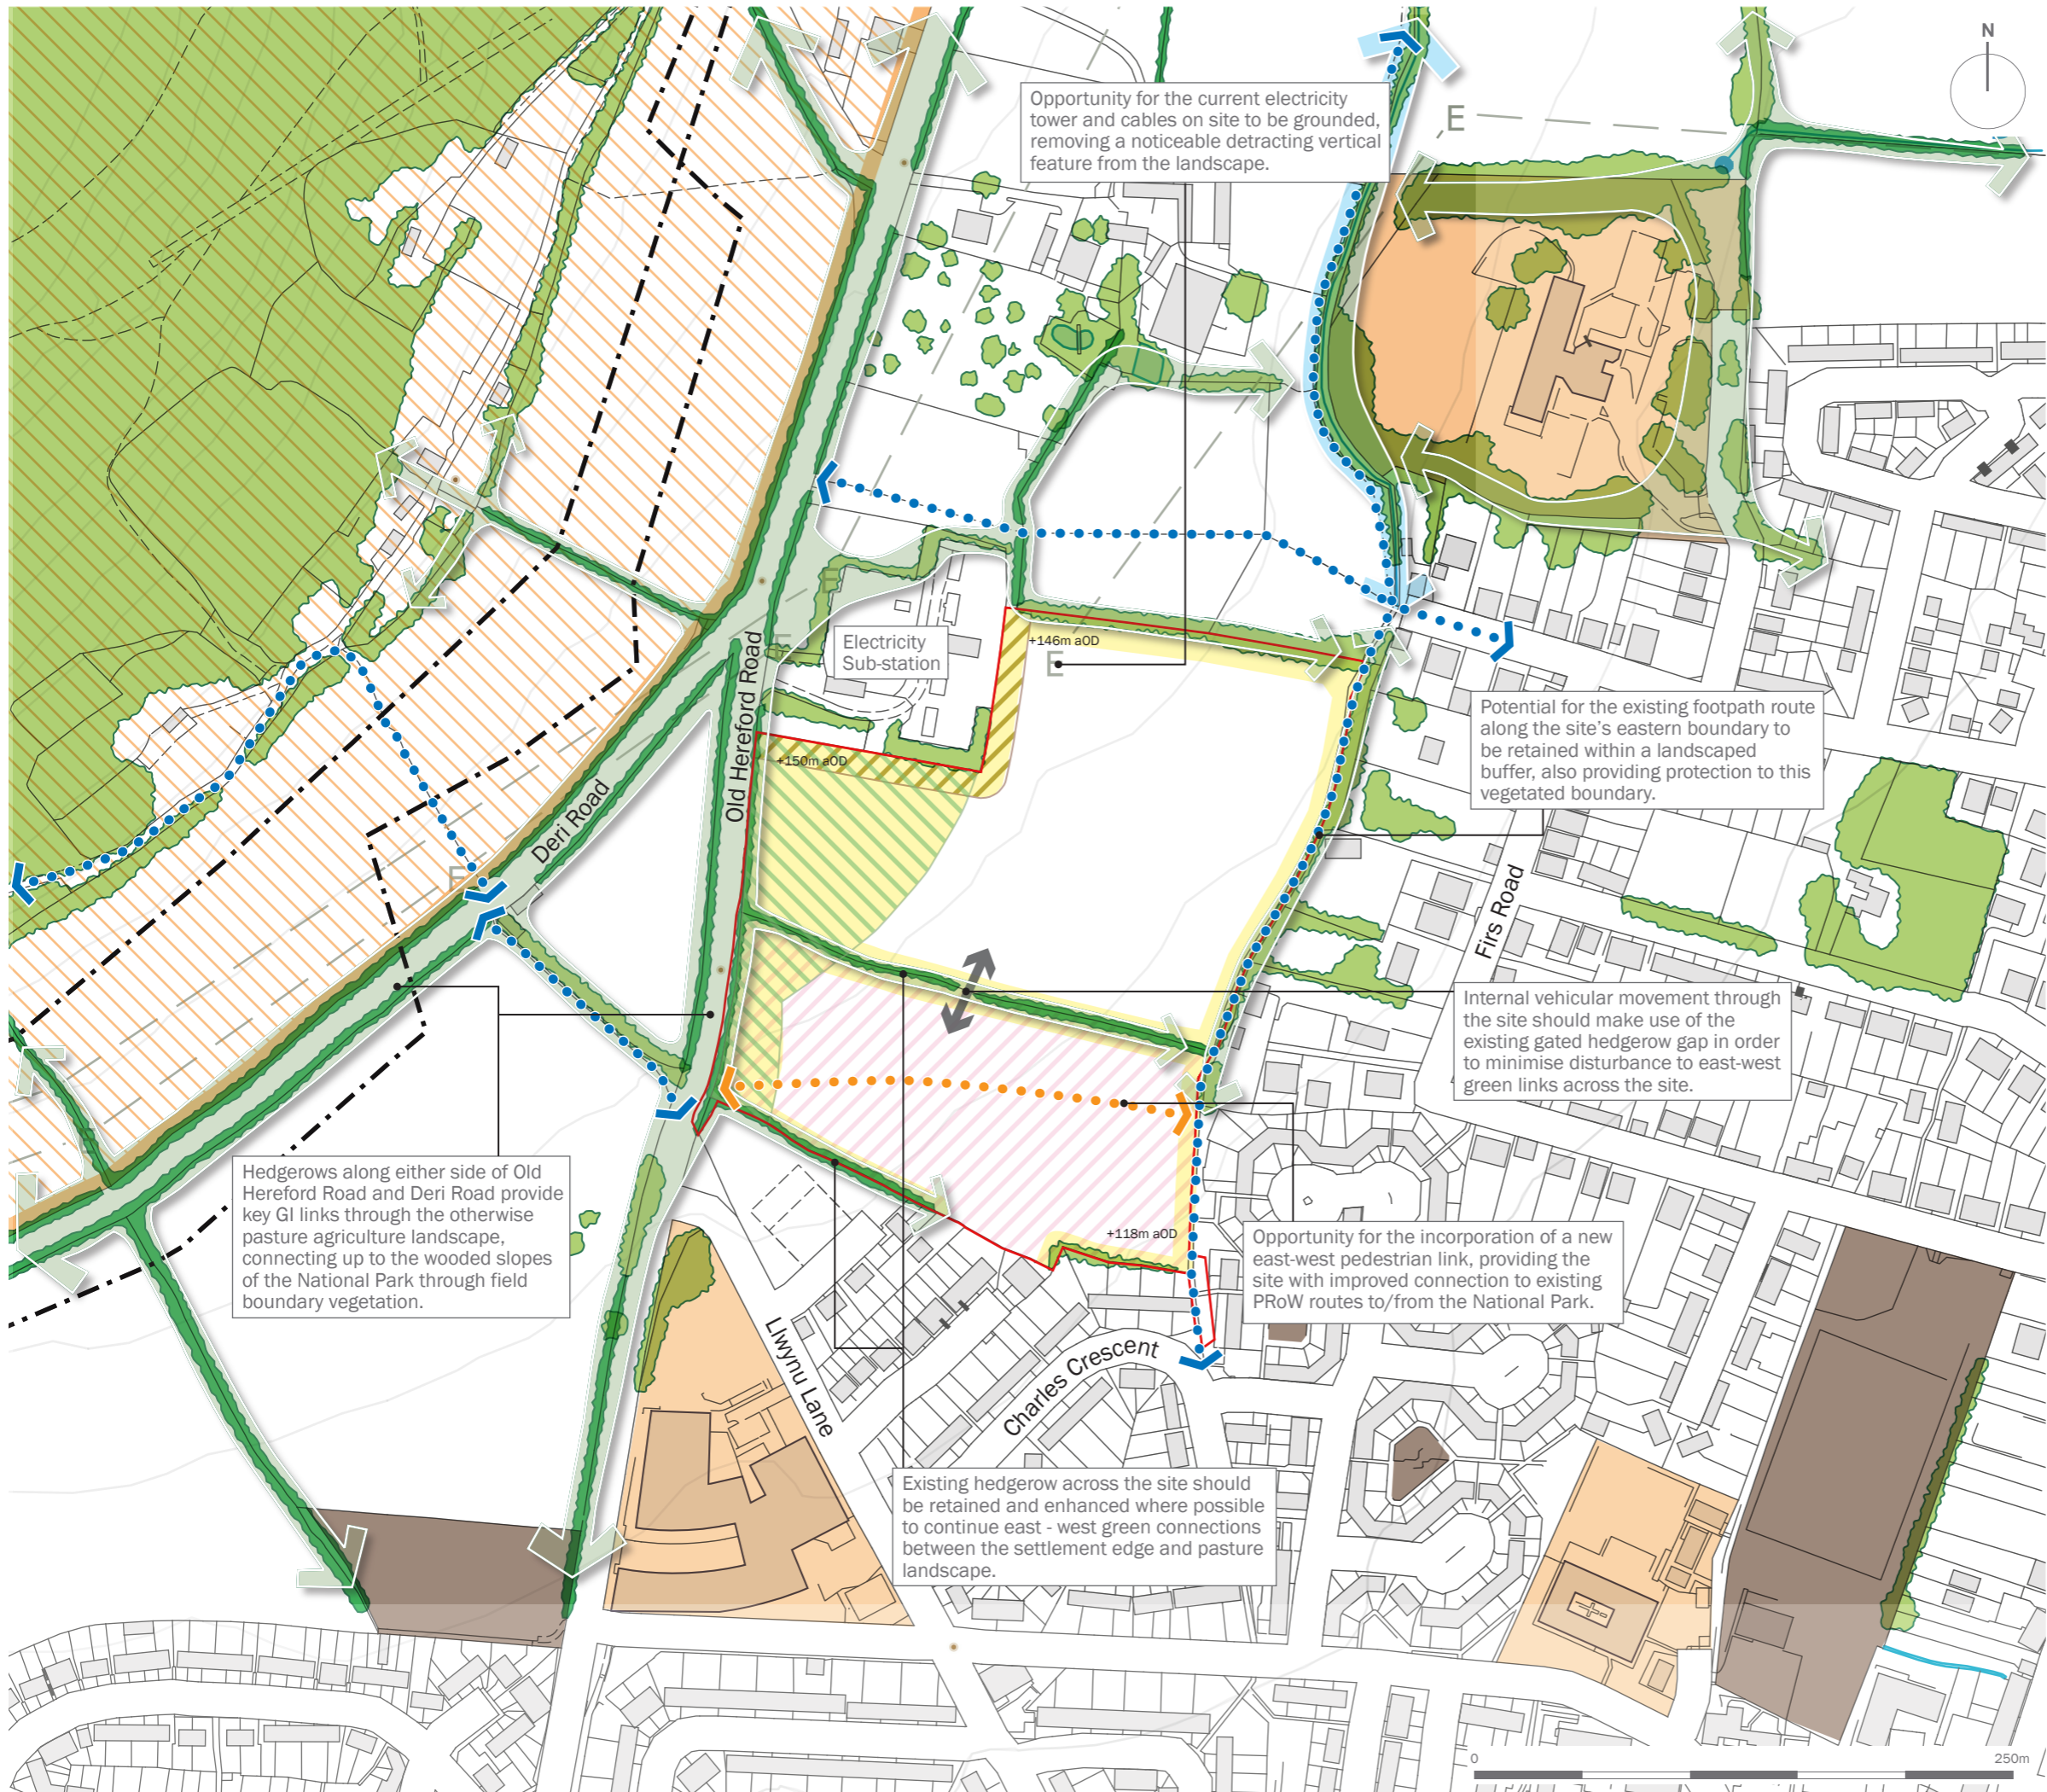 N
Opportunity for the current electricity
tower and cables on site to be grounded,
removing a noticeable detracting vertical
feature from the landscape.
E
Old Hereford Road
Electricity
Sub-station
+146m aOD
E
E
E
+150m aOD
Potential for the existing footpath route
along the site's eastern boundary to
be retained within a landscaped
buffer, also providing protection to this
vegetated boundary.
Deri Road
E
Firs Road
Internal vehicular movement through
the site should make use of the
existing gated hedgerow gap in order
to minimise disturbance to east-west
green links across the site.
E
Hedgerows along either side of Old
Hereford Road and Deri Road provide
key GI links through the otherwise
pasture agriculture landscape,
connecting up to the wooded slopes
of the National Park through field
boundary vegetation.
+118m aOD
Opportunity for the incorporation of a new
east-west pedestrian link, providing the
site with improved connection to existing
PRoW routes to/from the National Park.
Llwynu Lane
Charles Crescent
Existing hedgerow across the site should
be retained and enhanced where possible
to continue east - west green connections
between the settlement edge and pasture
landscape.
0
250m